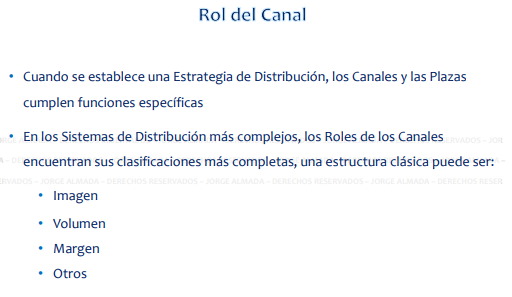 Rol del Canal
• Cuando se establece una Estrategia de Distribución, los Canales y las Plazas
cumplen funciones específicas
• En los Sistemas de Distribución más complejos, los Roles de los Canales
encuentran sus clasificaciones más completas, una estructura clásica puede ser:
RVADOS – JORGE ALMADA – DERECHOS RESERVADOS – JORGE ALMADA – DERECHOS RESERVADOS – JORGE ALMADA – DERECHOS RESER
• Imagen
• Volumen
• Margen
• Otros